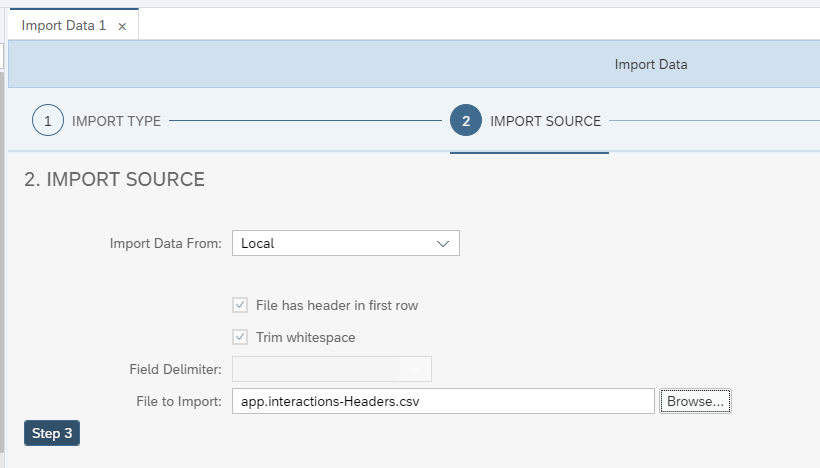 Import Data 1 ×
Import Data
1 IMPORT TYPE 2 IMPORT SOURCE
2. IMPORT SOURCE
Import Data From: Local
File has header in first row
Trim whitespace
Field Delimiter:
File to Import: app.interactions-Headers.csv Browse...
Step 3